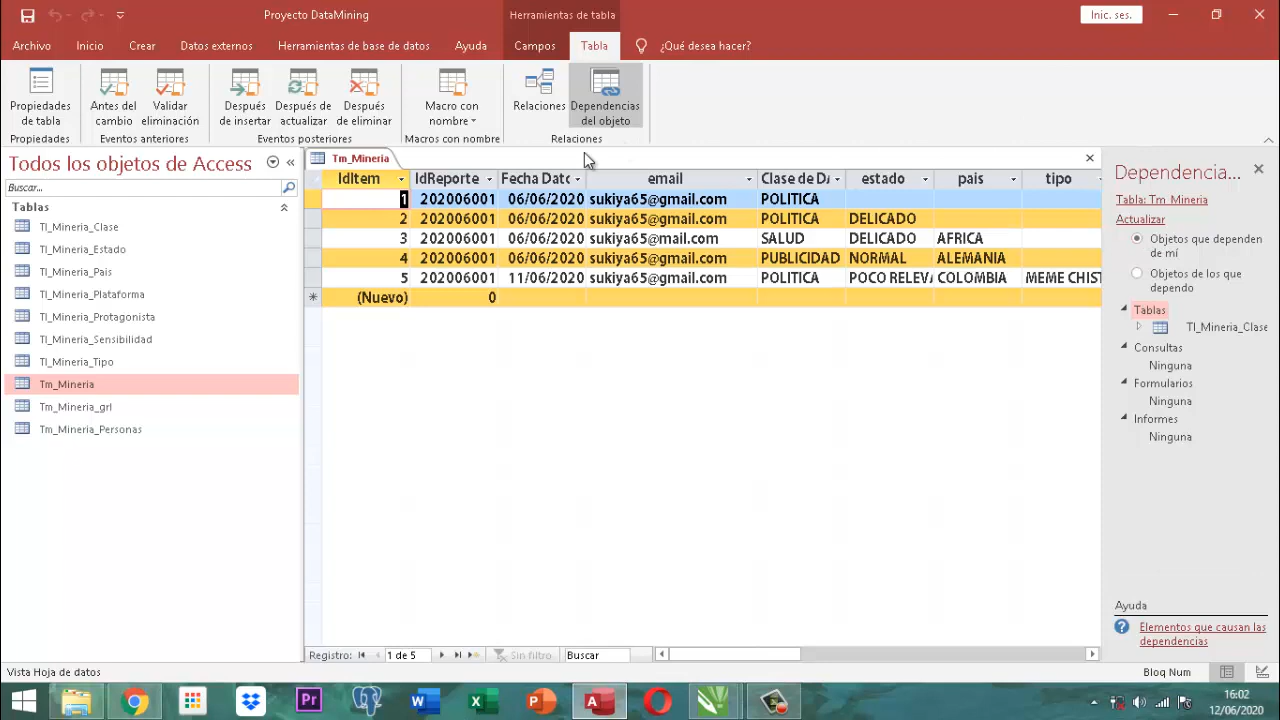 Proyecto DataMining
Herramientas de tabla
Inic. ses.
Archivo Inicio Crear Datos externos Herramientas de base de datos Ayuda Campos Tabla ¿Qué desea hacer?
Propiedades de tabla
Antes del cambio
Validar eliminación
Después de insertar
Después de actualizar
Después de eliminar
Macro con nombre
Relaciones
Dependencias del objeto
Propiedades Eventos anteriores Eventos posteriores Macros con nombre Relaciones
Todos los objetos de Access
Buscar...
Tablas
Tl_Mineria_Clase
Tl_Mineria_Estado
Tl_Mineria_Pais
Tl_Mineria_Plataforma
Tl_Mineria_Protagonista
Tl_Mineria_Sensibilidad
Tl_Mineria_Tipo
Tm_Mineria
Tm_Mineria_grl
Tm_Mineria_Personas
Tm_Mineria
IdItem IdReporte Fecha Dato email Clase de Da estado pais tipo
1 202006001 06/06/2020 sukiya65@gmail.com POLITICA
2 202006001 06/06/2020 sukiya65@gmail.com POLITICA DELICADO
3 202006001 06/06/2020 sukiya65@mail.com SALUD DELICADO AFRICA
4 202006001 06/06/2020 sukiya65@gmail.com PUBLICIDAD NORMAL ALEMANIA
5 202006001 11/06/2020 sukiya65@gmail.com POLITICA POCO RELEVA COLOMBIA MEME CHIST
(Nuevo) 0
Registro: 1 de 5 Sin filtro Buscar
Dependencia...
Tabla: Tm Mineria
Actualizar
Objetos que dependen
de mí
Objetos de los que
dependo
Tablas
Tl_Mineria_Clase
Consultas
Ninguna
Formularios
Ninguna
Informes
Ninguna
Ayuda
Elementos que causan las
dependencias
Vista Hoja de datos
Bloq Num
16:02
12/06/2020